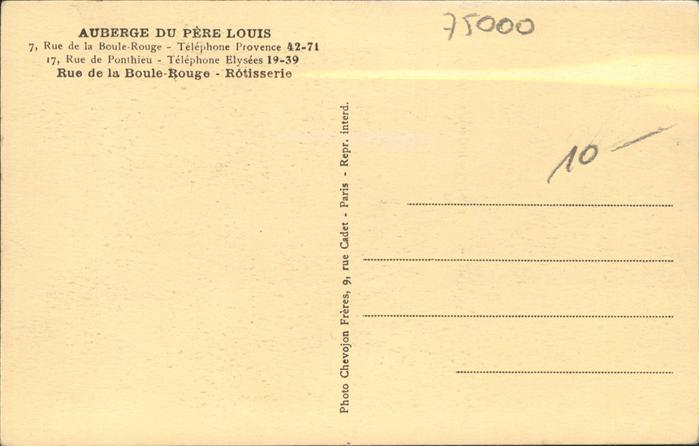 AUBERGE DU PÈRE LOUIS
7, Rue de la Boule-Rouge - Téléphone Provence 42-71
17, Rue de Ponthieu - Téléphone Elysées 19-39
Rue de la Boule-Rouge - Rôtisserie
75000
10 —
Photo Chevojon Frères, 9, rue Cadet - Paris - Repr. interd.